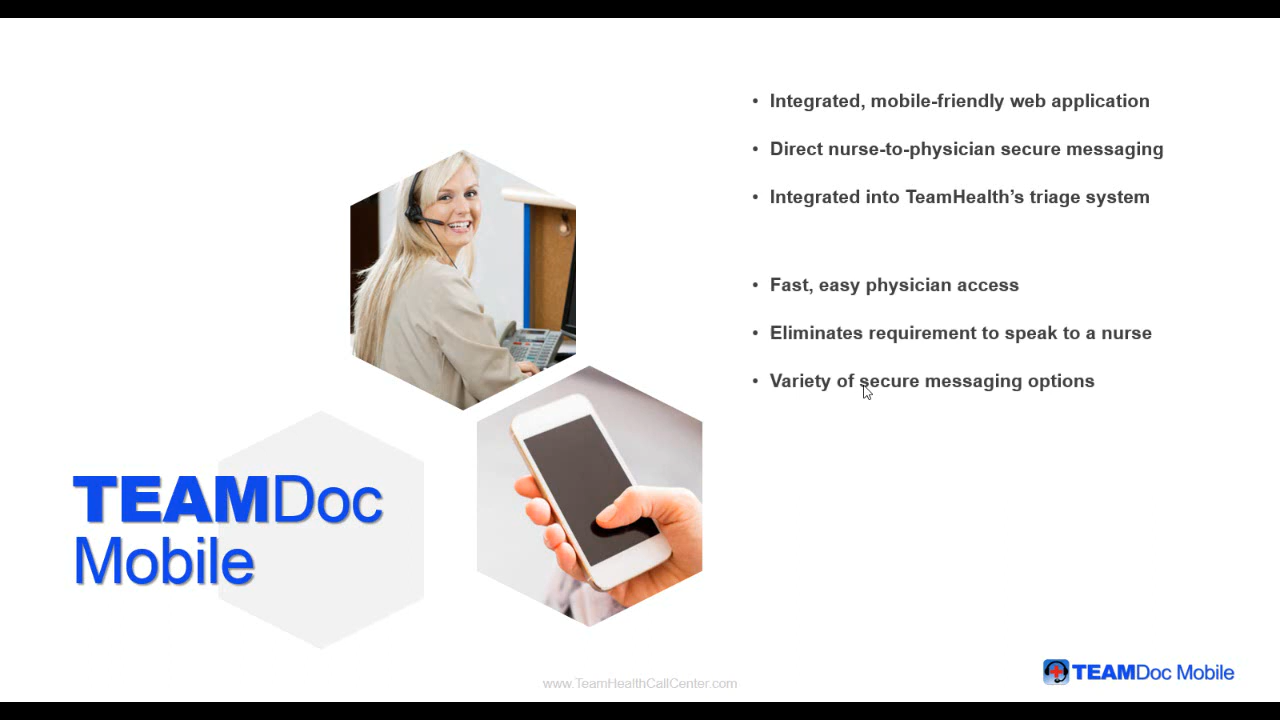 • Integrated, mobile-friendly web application
• Direct nurse-to-physician secure messaging
• Integrated into TeamHealth’s triage system
• Fast, easy physician access
• Eliminates requirement to speak to a nurse
• Variety of secure messaging options
TEAMDoc
Mobile
www.TeamHealthCallCenter.com
TEAMDoc Mobile